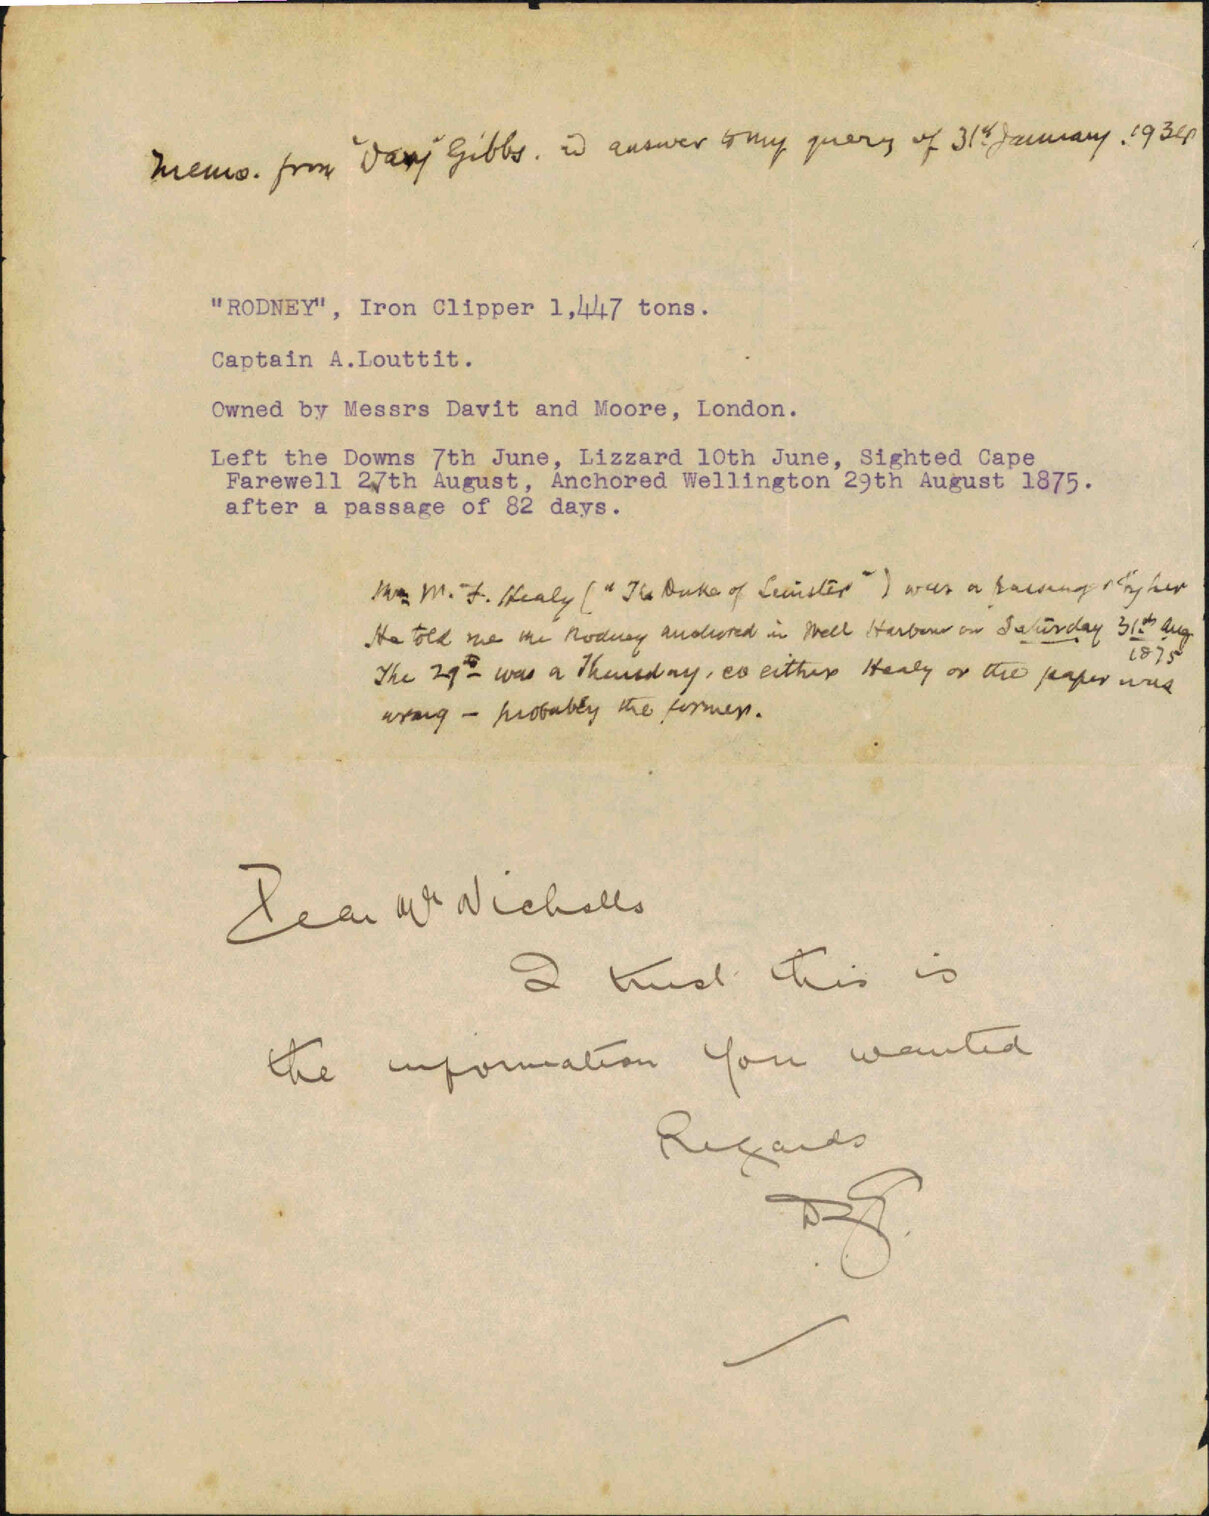 Memo. from "Davy" Gibbs. in answer to my query of 31st January. 1934
"RODNEY", Iron Clipper 1,447 tons.
Captain A.Louttit.
Owned by Messrs Davit and Moore, London.
Left the Downs 7th June, Lizzard 10th June, Sighted Cape
Farewell 27th August, Anchored Wellington 29th August 1875.
after a passage of 82 days.
Mr M. F. Healy ("The Duke of Leinster") was a passenger by her
He told me the Rodney anchored in Well Harbour on Saturday 31st Aug
1875
The 29th was a Thursday, so either Healy or the paper was
wrong – probably the former.
Dear Mr Nicholls
I trust this is
the information you wanted
Regards
D.G.